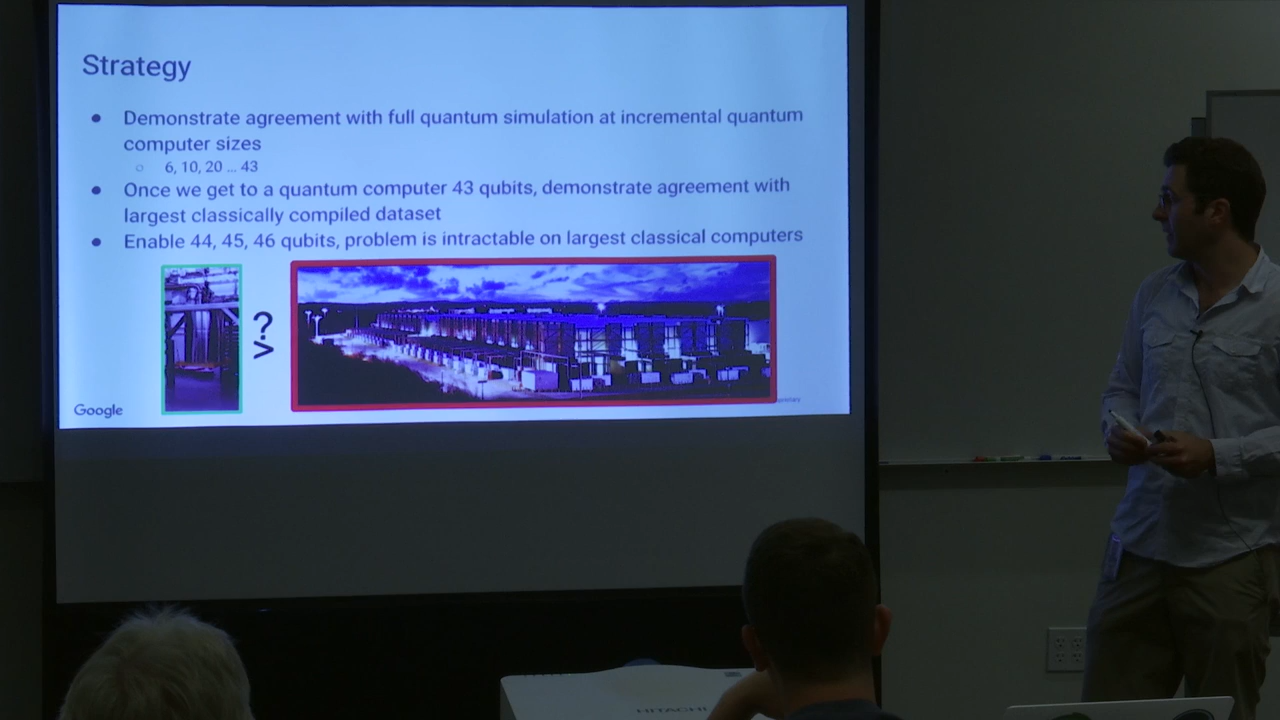 Strategy
● Demonstrate agreement with full quantum simulation at incremental quantum
computer sizes
○ 6, 10, 20 ... 43
● Once we get to a quantum computer 43 qubits, demonstrate agreement with
largest classically compiled dataset
● Enable 44, 45, 46 qubits, problem is intractable on largest classical computers
?
>
Google
HITACHI